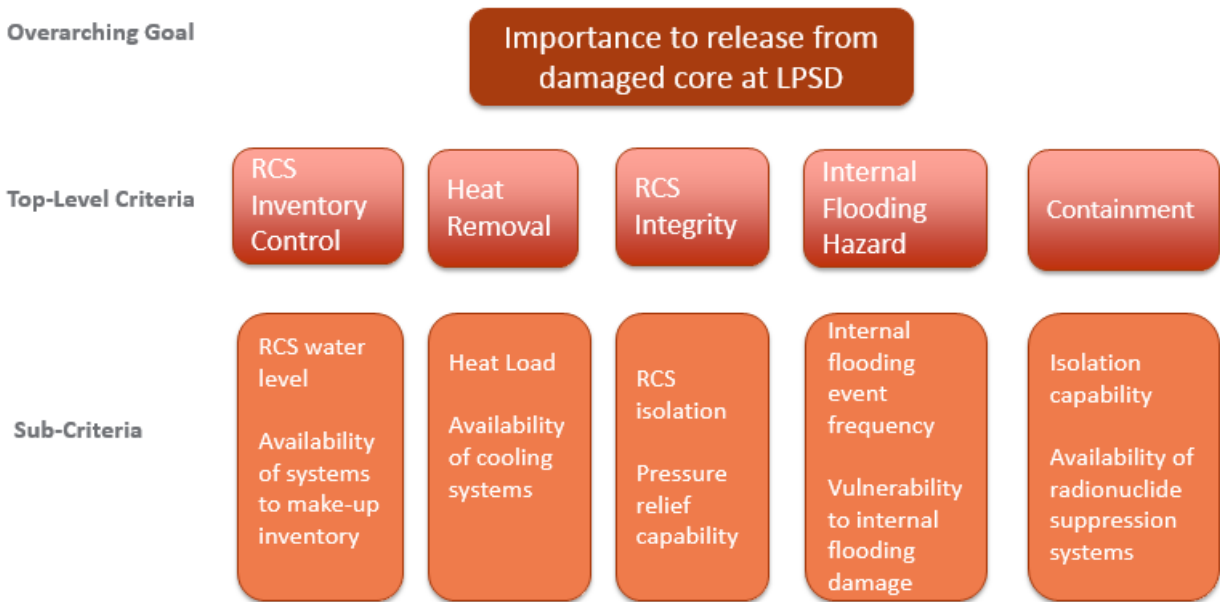 Overarching Goal
Importance to release from
damaged core at LPSD
Top-Level Criteria
RCS
Inventory
Control
Heat
Removal
RCS
Integrity
Internal
Flooding
Hazard
Containment
Sub-Criteria
RCS water
level
Availability
of systems
to make-up
inventory
Heat Load
Availability
of cooling
systems
RCS
isolation
Pressure
relief
capability
Internal
flooding
event
frequency
Vulnerability
to internal
flooding
damage
Isolation
capability
Availability of
radionuclide
suppression
systems